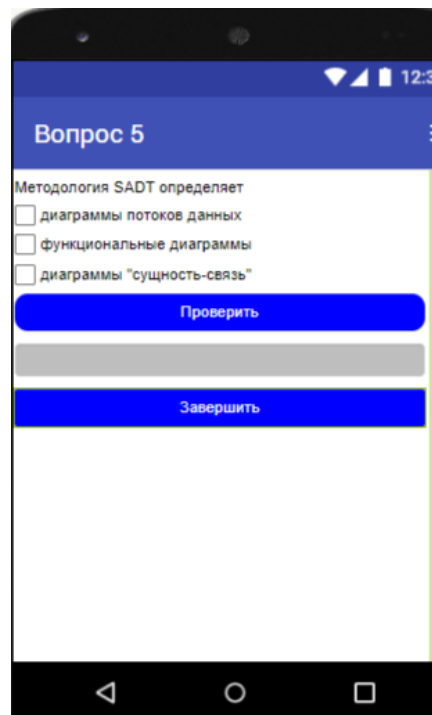 12:3
Вопрос 5
Методология SADT определяет
диаграммы потоков данных
функциональные диаграммы
диаграммы "сущность-связь"
Проверить
Завершить